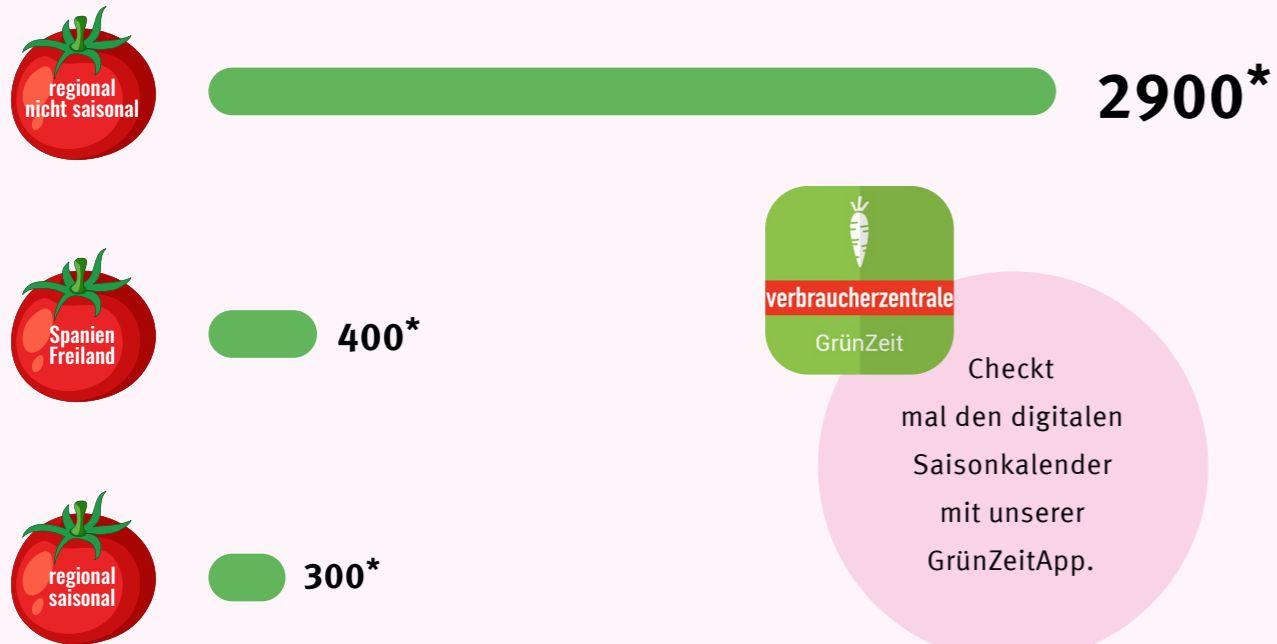 regional
nicht saisonal
2900*
Spanien
Freiland
400*
verbraucherzentrale
GrünZeit
Checkt
mal den digitalen
Saisonkalender
mit unserer
GrünZeitApp.
regional
saisonal
300*